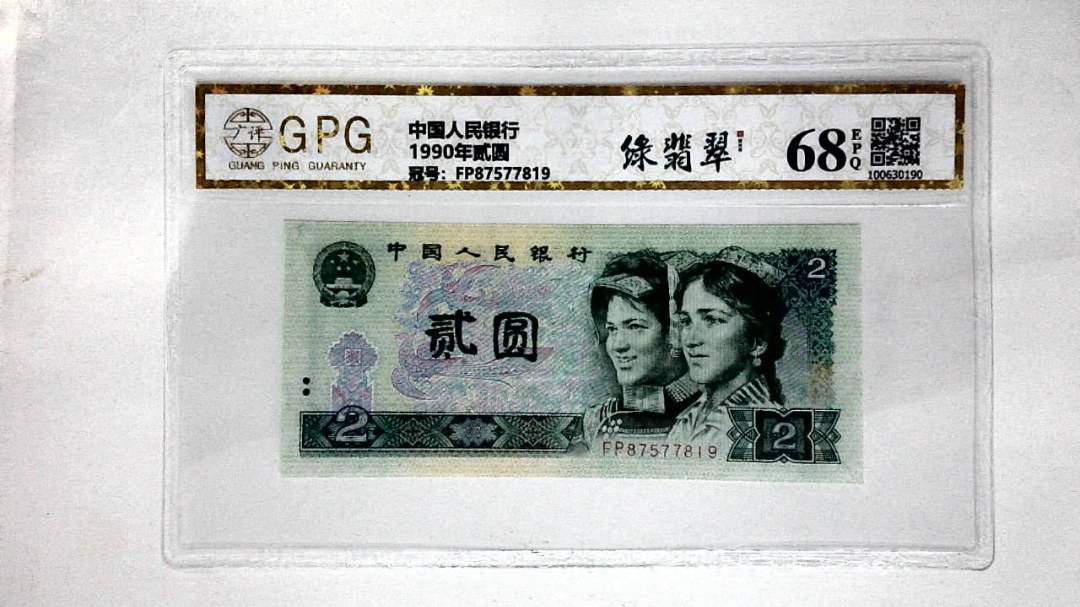 广评
GPG
GUANG PING GUARANTY
中国人民银行
1990年贰圆
冠号: FP87577819
绿翡翠
68
EPQ
100630190
中国人民银行
2
贰圆
2
FP87577819
2